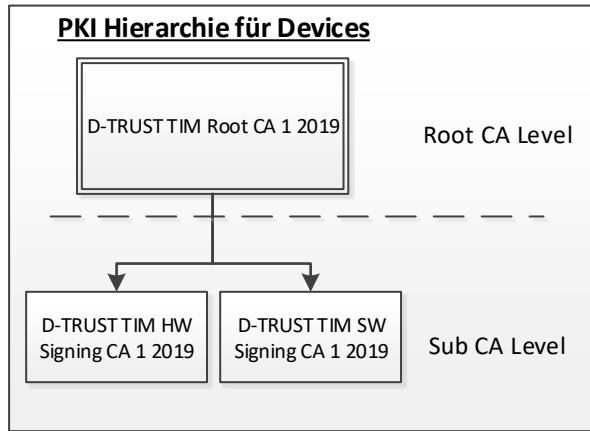 PKI Hierarchie für Devices
D-TRUST TIM Root CA 1 2019
Root CA Level
D-TRUST TIM HW
Signing CA 1 2019
D-TRUST TIM SW
Signing CA 1 2019
Sub CA Level